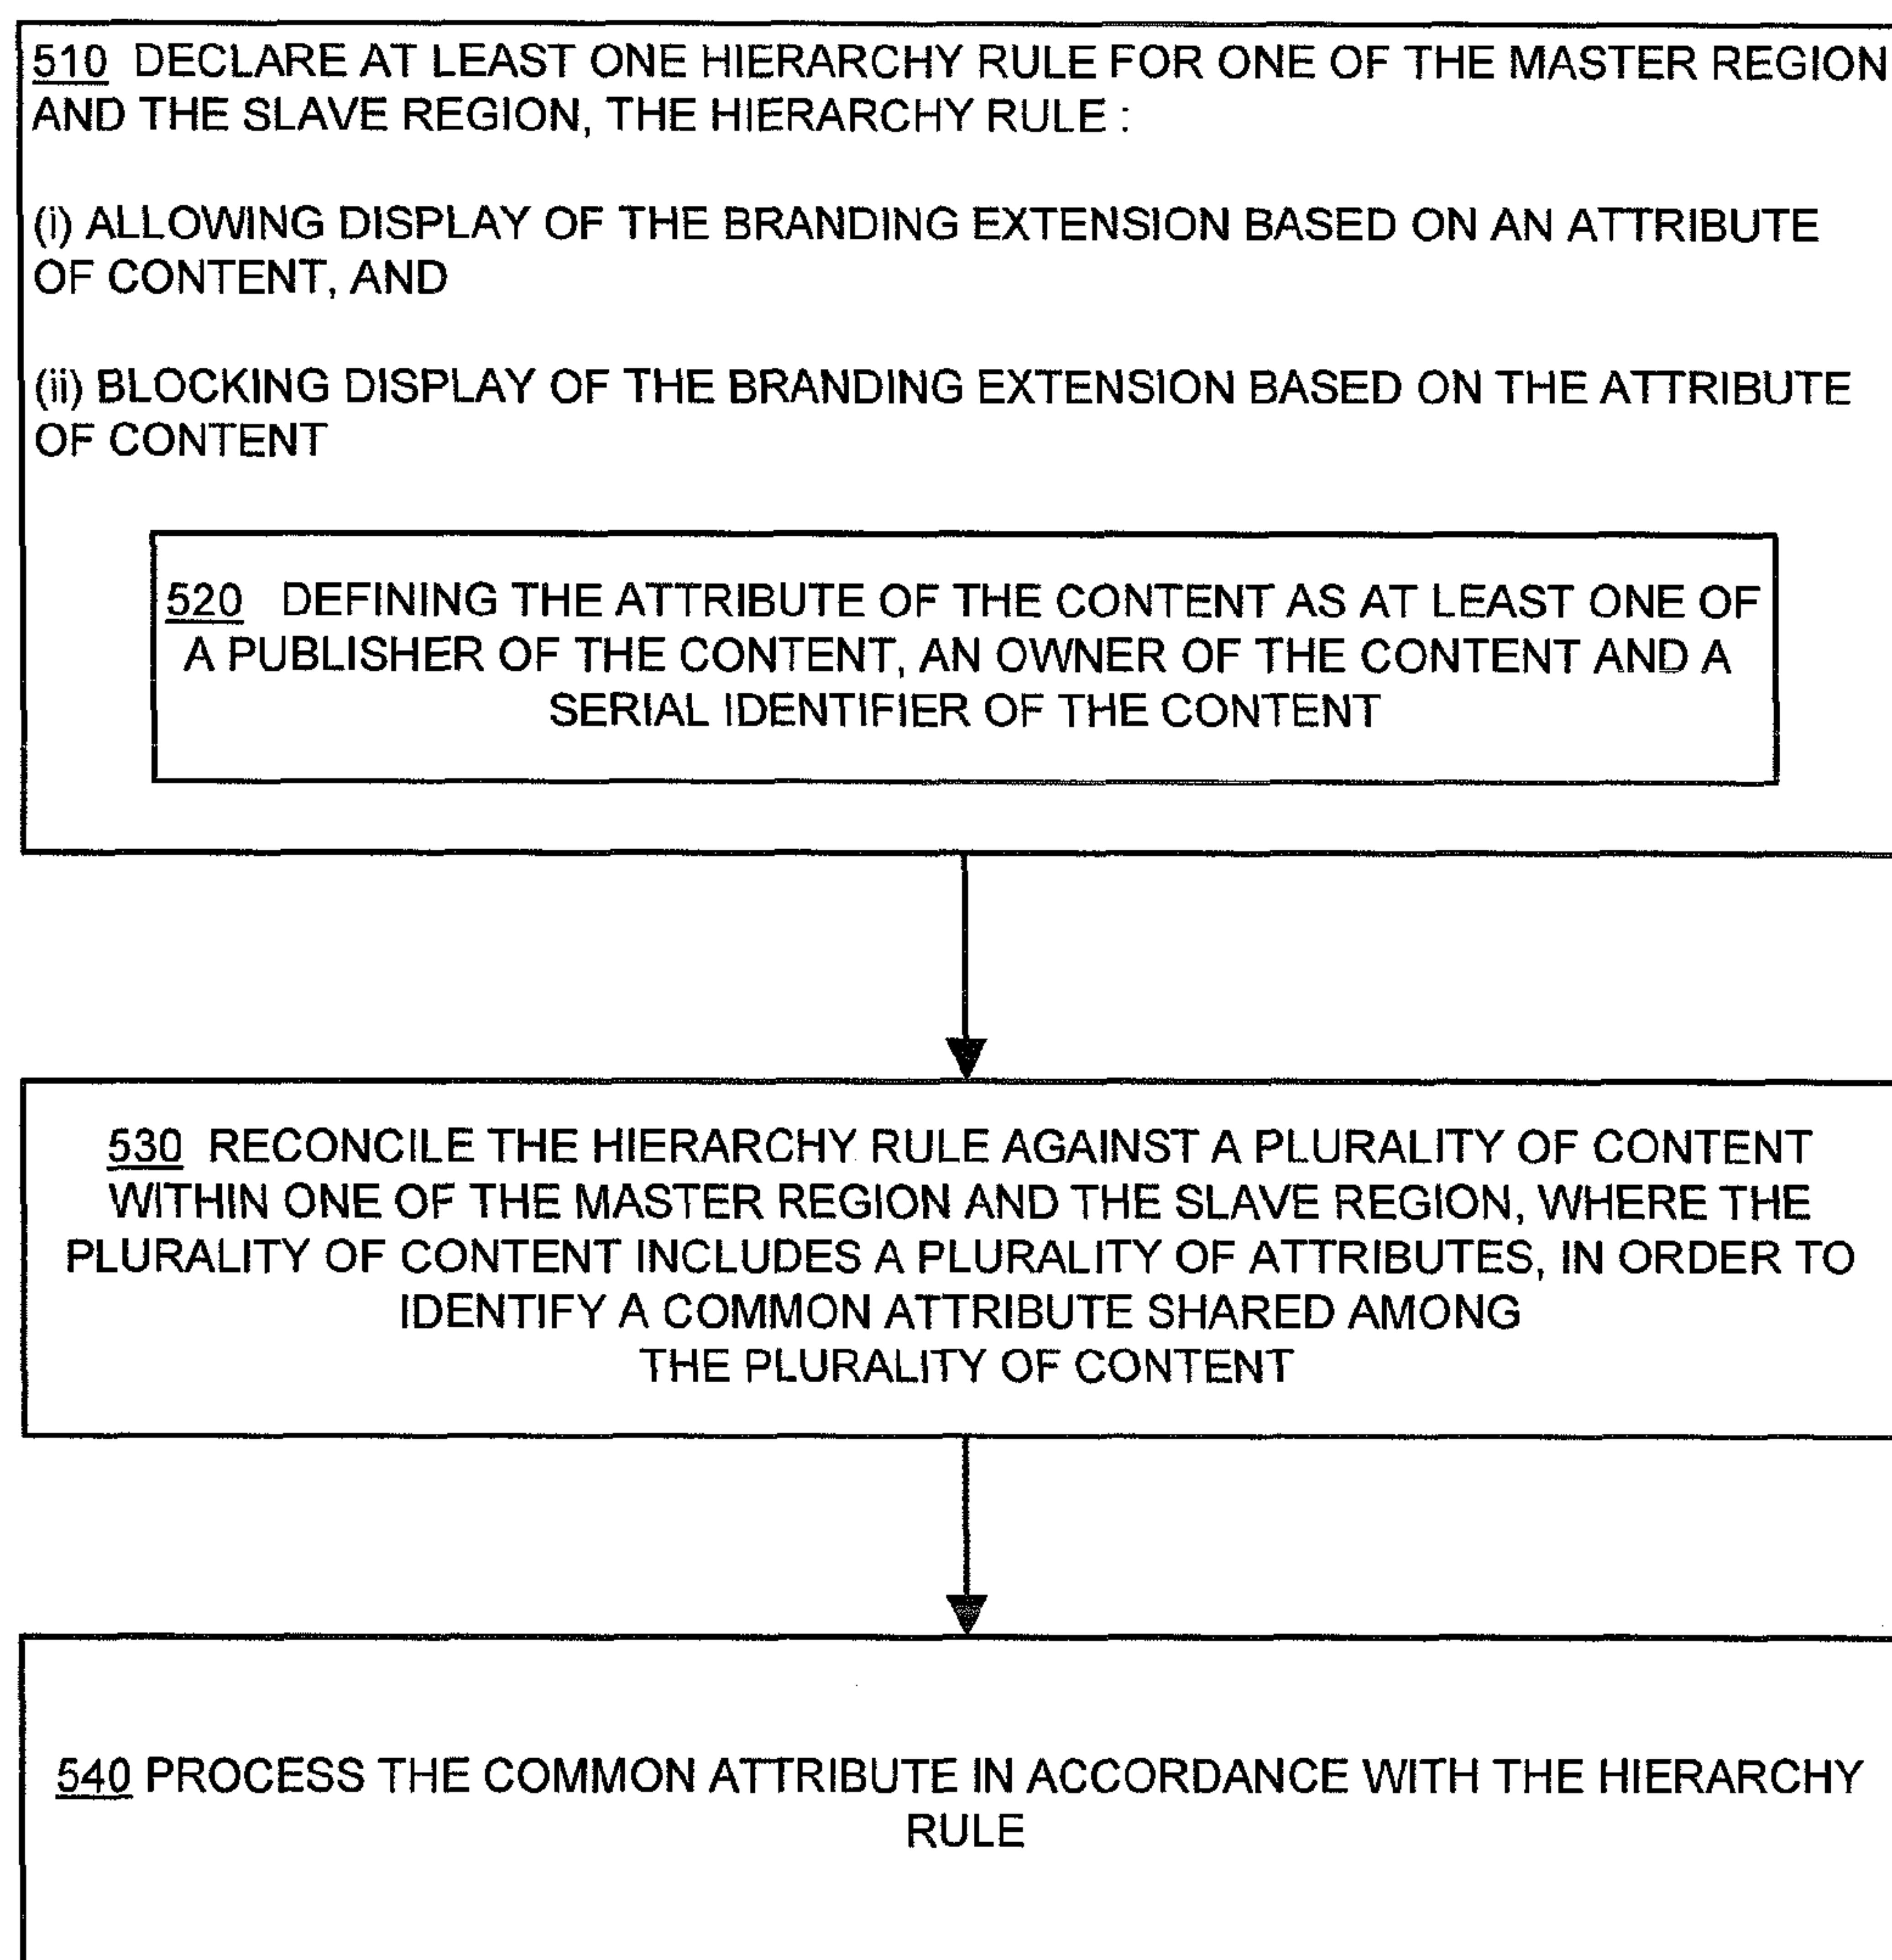 510 DECLARE AT LEAST ONE HIERARCHY RULE FOR ONE OF THE MASTER REGION
AND THE SLAVE REGION, THE HIERARCHY RULE :
(i) ALLOWING DISPLAY OF THE BRANDING EXTENSION BASED ON AN ATTRIBUTE
OF CONTENT, AND
(ii) BLOCKING DISPLAY OF THE BRANDING EXTENSION BASED ON THE ATTRIBUTE
OF CONTENT
520 DEFINING THE ATTRIBUTE OF THE CONTENT AS AT LEAST ONE OF
A PUBLISHER OF THE CONTENT, AN OWNER OF THE CONTENT AND A
SERIAL IDENTIFIER OF THE CONTENT
530 RECONCILE THE HIERARCHY RULE AGAINST A PLURALITY OF CONTENT
WITHIN ONE OF THE MASTER REGION AND THE SLAVE REGION, WHERE THE
PLURALITY OF CONTENT INCLUDES A PLURALITY OF ATTRIBUTES, IN ORDER TO
IDENTIFY A COMMON ATTRIBUTE SHARED AMONG
THE PLURALITY OF CONTENT
540 PROCESS THE COMMON ATTRIBUTE IN ACCORDANCE WITH THE HIERARCHY
RULE